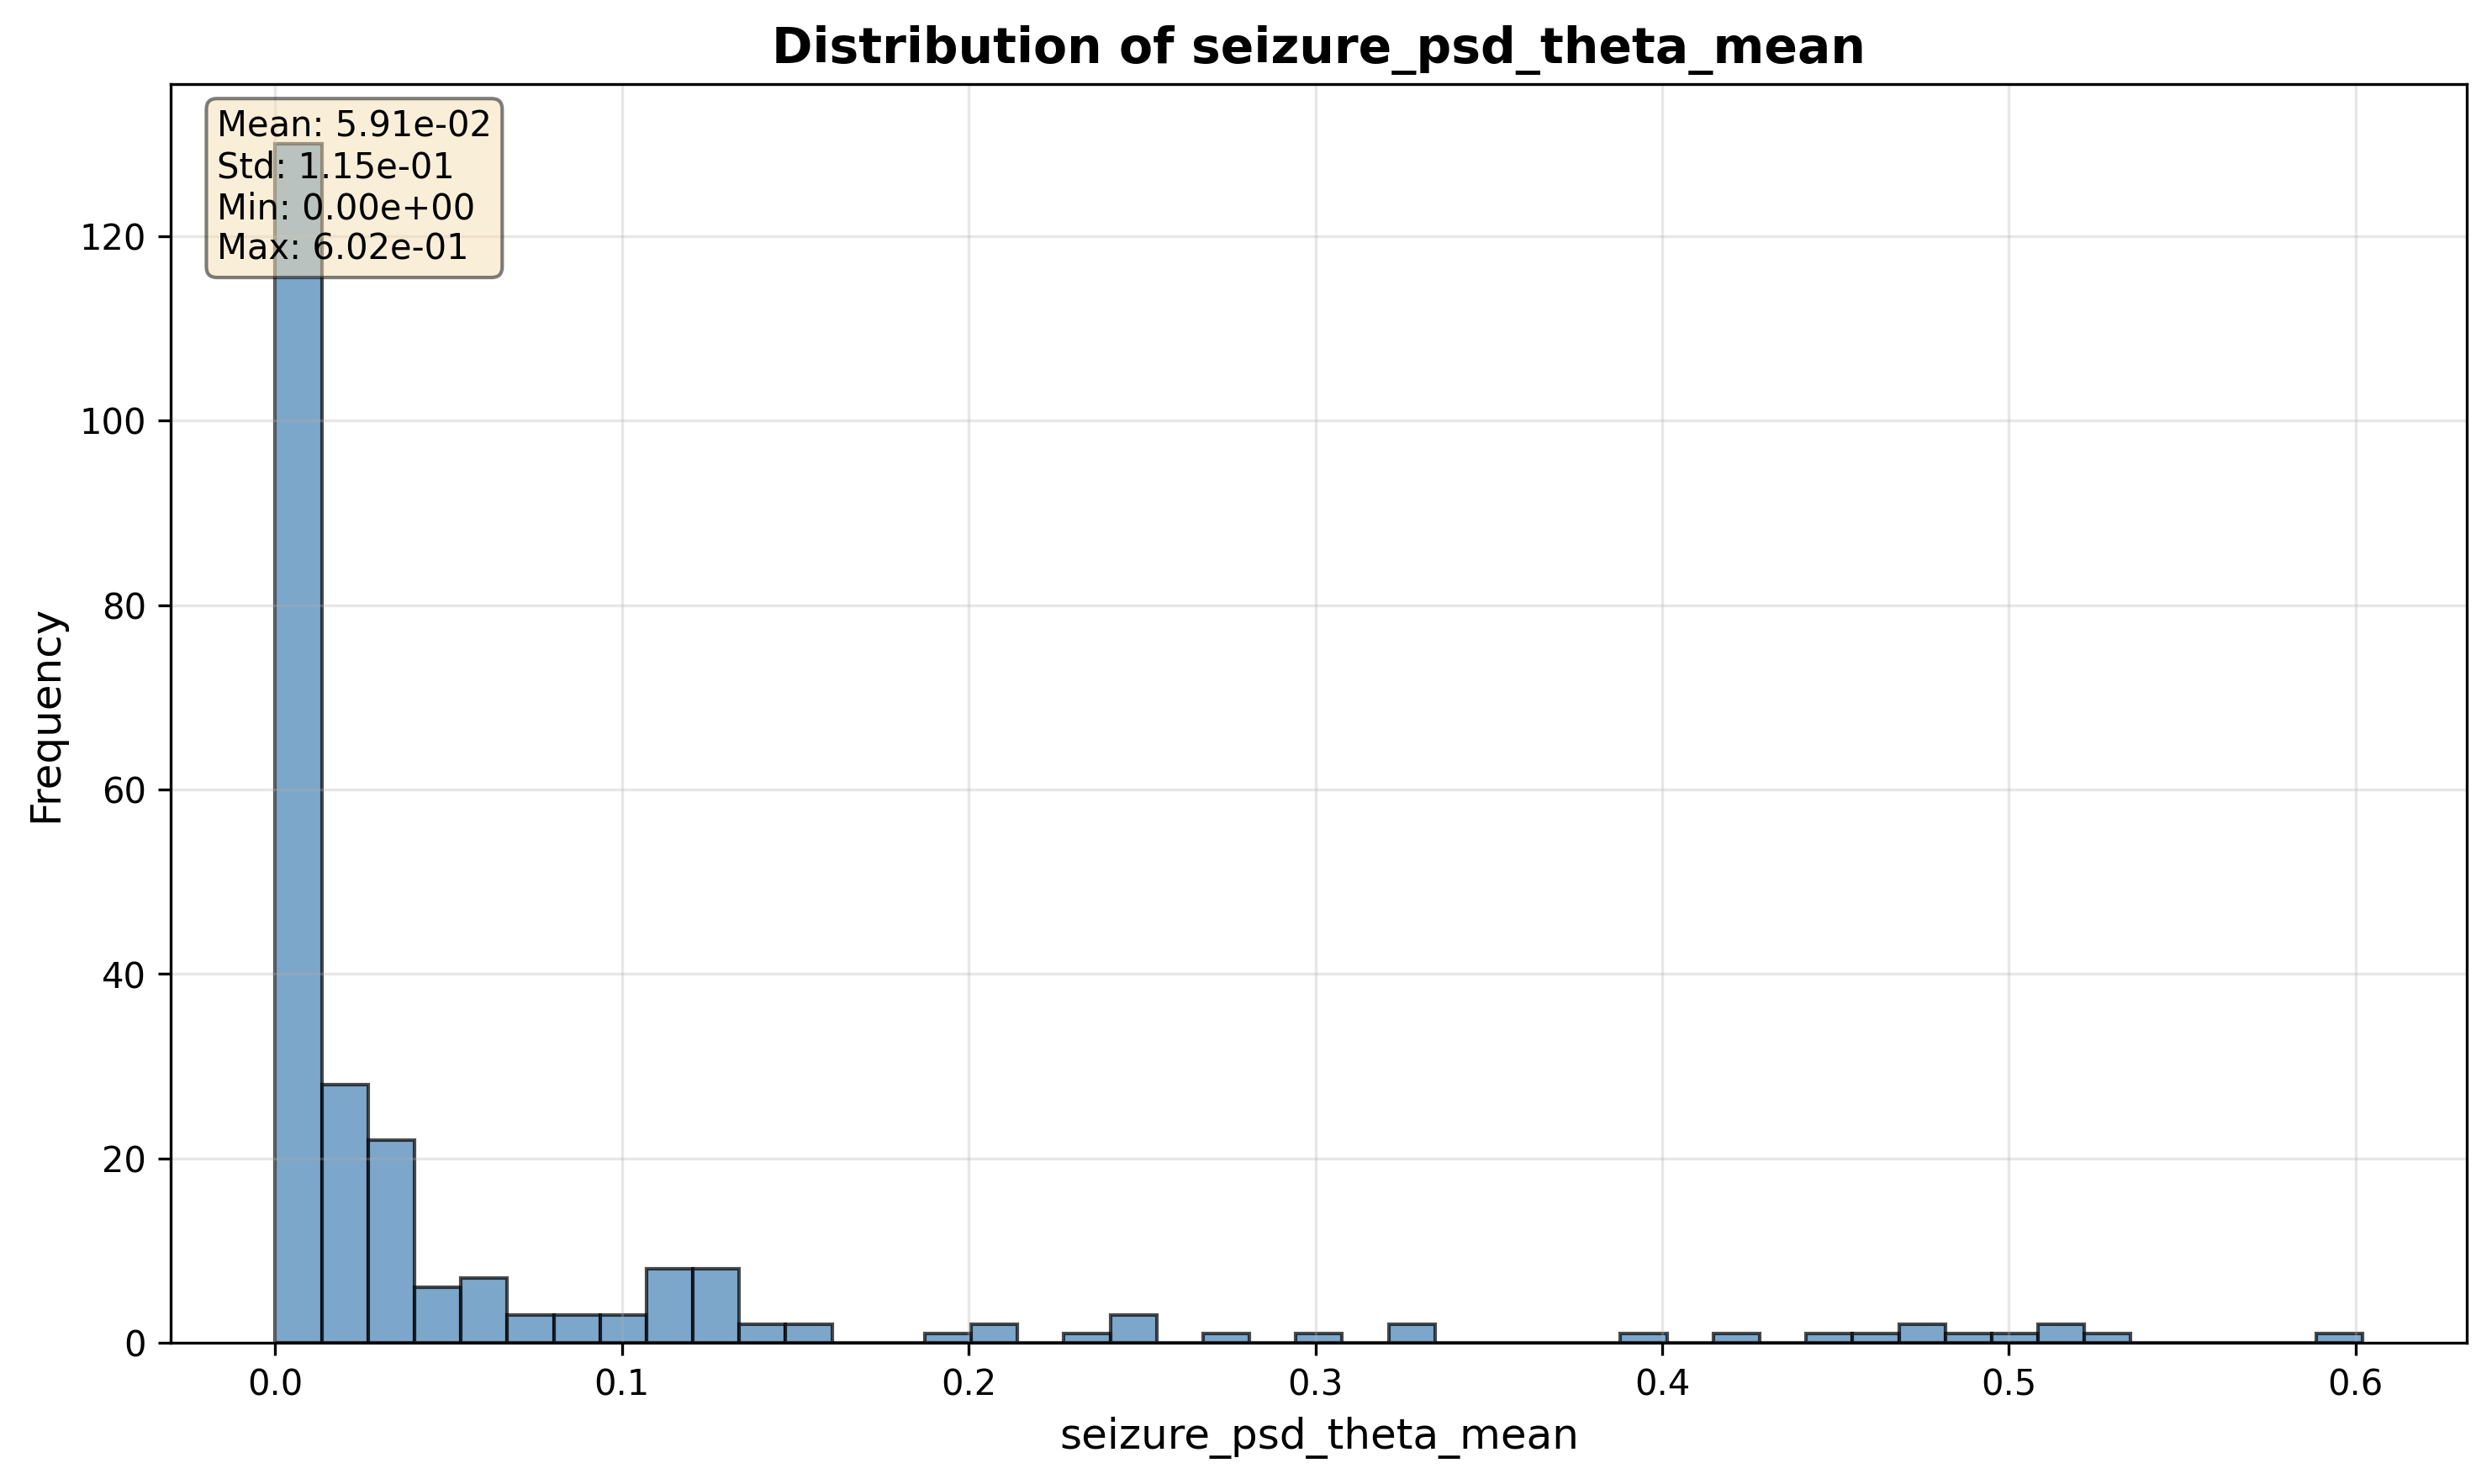 Distribution of seizure_psd_theta_mean
Mean: 5.91e-02
Std: 1.15e-01
Min: 0.00e+00
Max: 6.02e-01
120
100
80
60
40
20
0
Frequency
0.0 0.1 0.2 0.3 0.4 0.5 0.6
seizure_psd_theta_mean